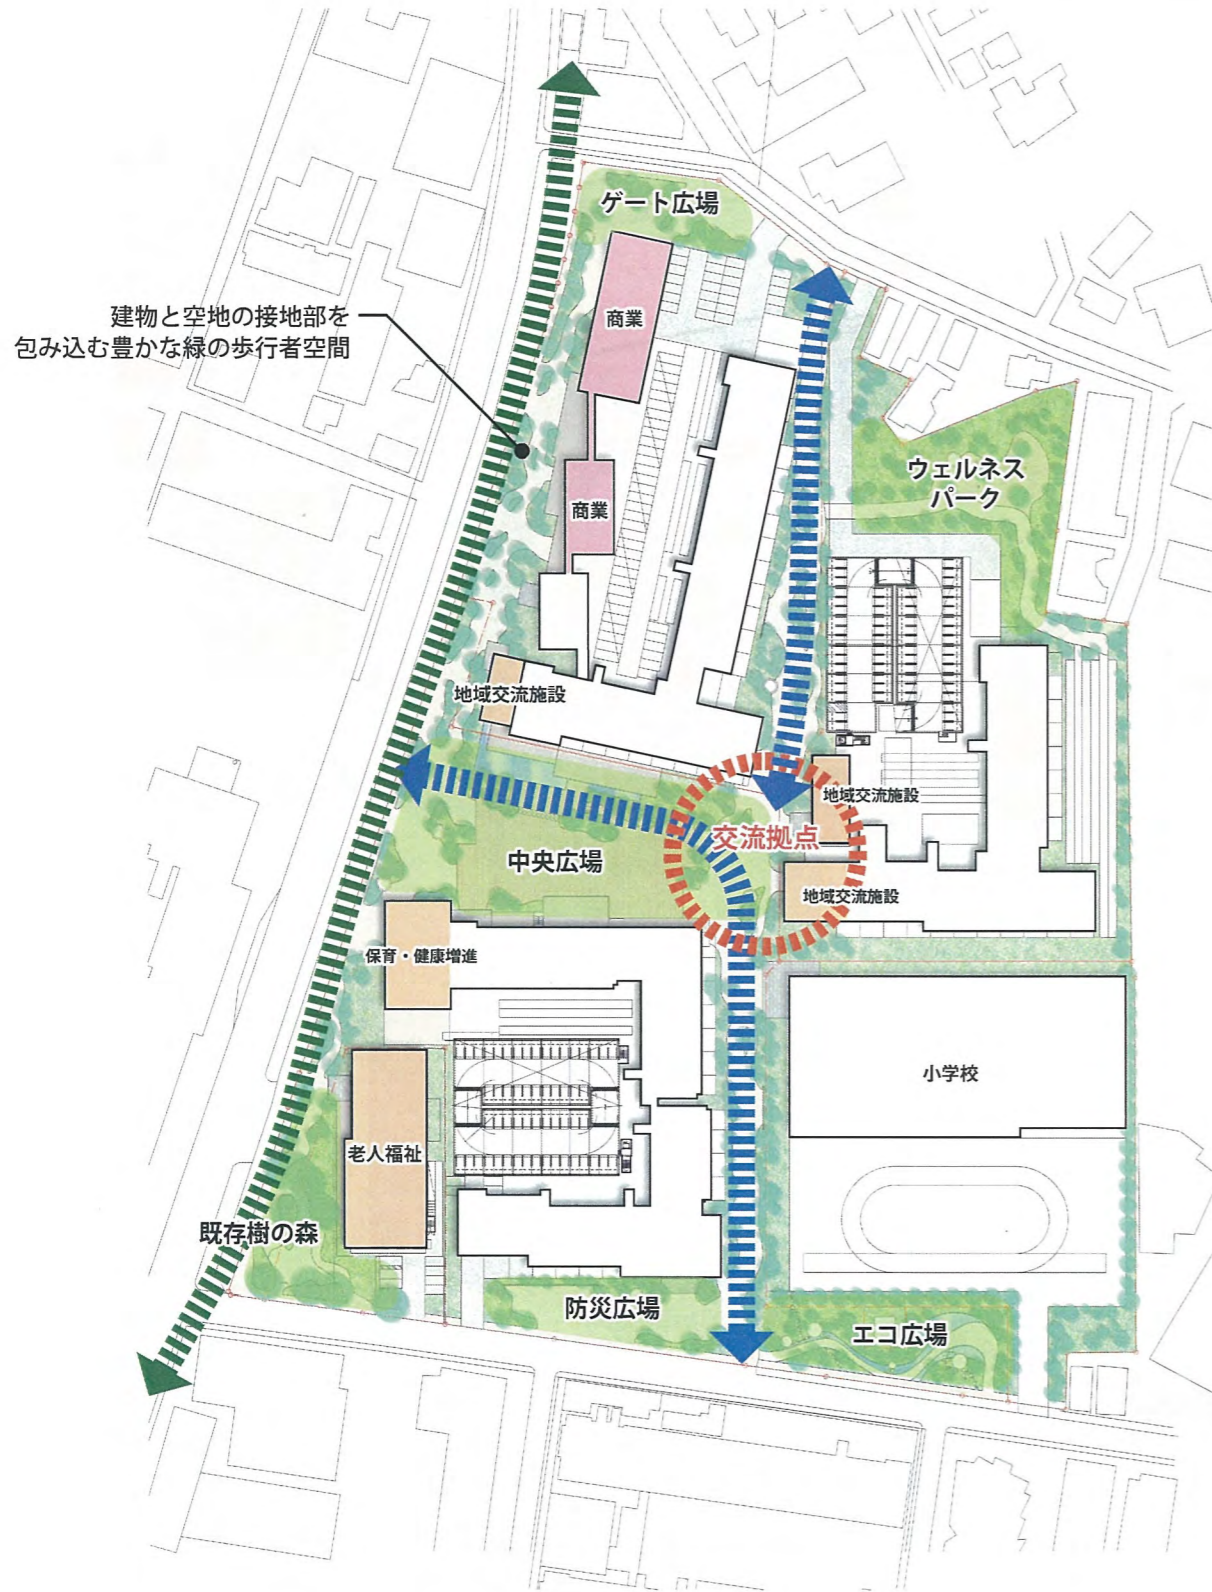 ゲート広場
建物と空地の接地部を
包み込む豊かな緑の歩行者空間
商業
ウェルネス
パーク
商業
地域交流施設
地域交流施設
交流拠点
中央広場
地域交流施設
保育・健康増進
小学校
老人福祉
既存樹の森
防災広場
エコ広場